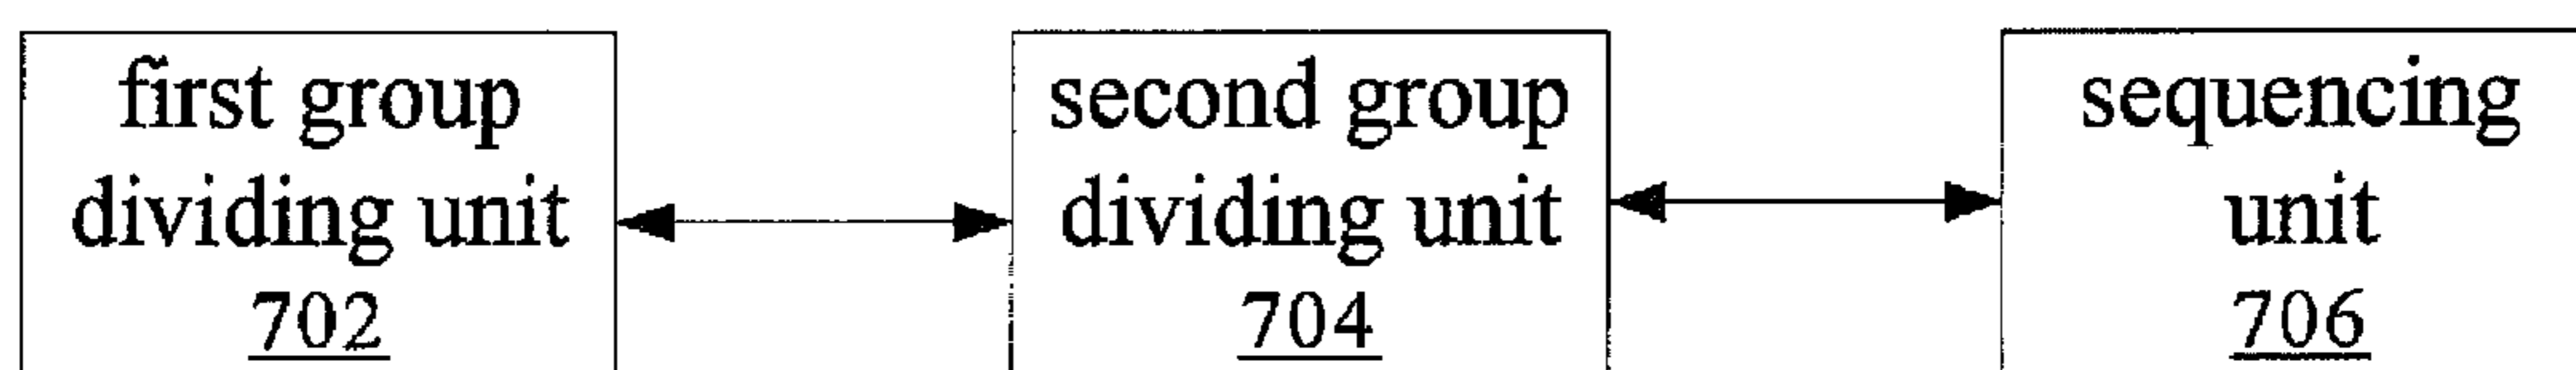 first group
dividing unit
702
second group
dividing unit
704
sequencing
unit
706